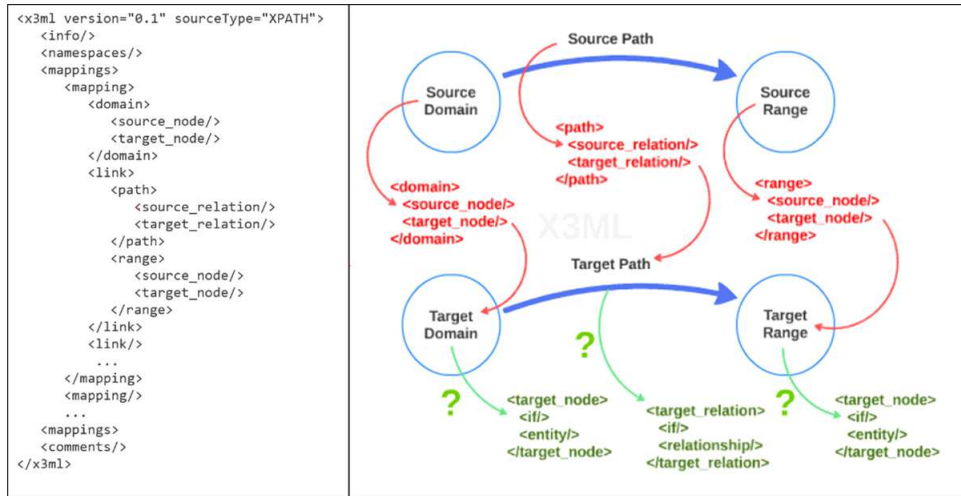 <x3ml version="0.1" sourceType="XPATH">
<info/>
<namespaces/>
<mappings>
<mapping>
<domain>
<source_node/>
<target_node/>
</domain>
<link>
<path>
<source_relation/>
<target_relation/>
</path>
<range>
<source_node/>
<target_node/>
</range>
</link>
<link/>
...
</mapping>
<mapping/>
...
<mappings>
<comments/>
</x3ml>
Source Path
Source
Domain
Source
Range
<path>
<source_relation/>
<target_relation/>
</path>
<domain>
<source_node/>
<target_node/>
</domain>
<range>
<source_node/>
<target_node/>
</range>
X3ML
Target Path
Target
Domain
Target
Range
?
?
?
<target_node>
<if/>
<entity/>
</target_node>
<target_relation>
<if/>
<relationship/>
</target_relation>
<target_node>
<if/>
<entity/>
</target_node>